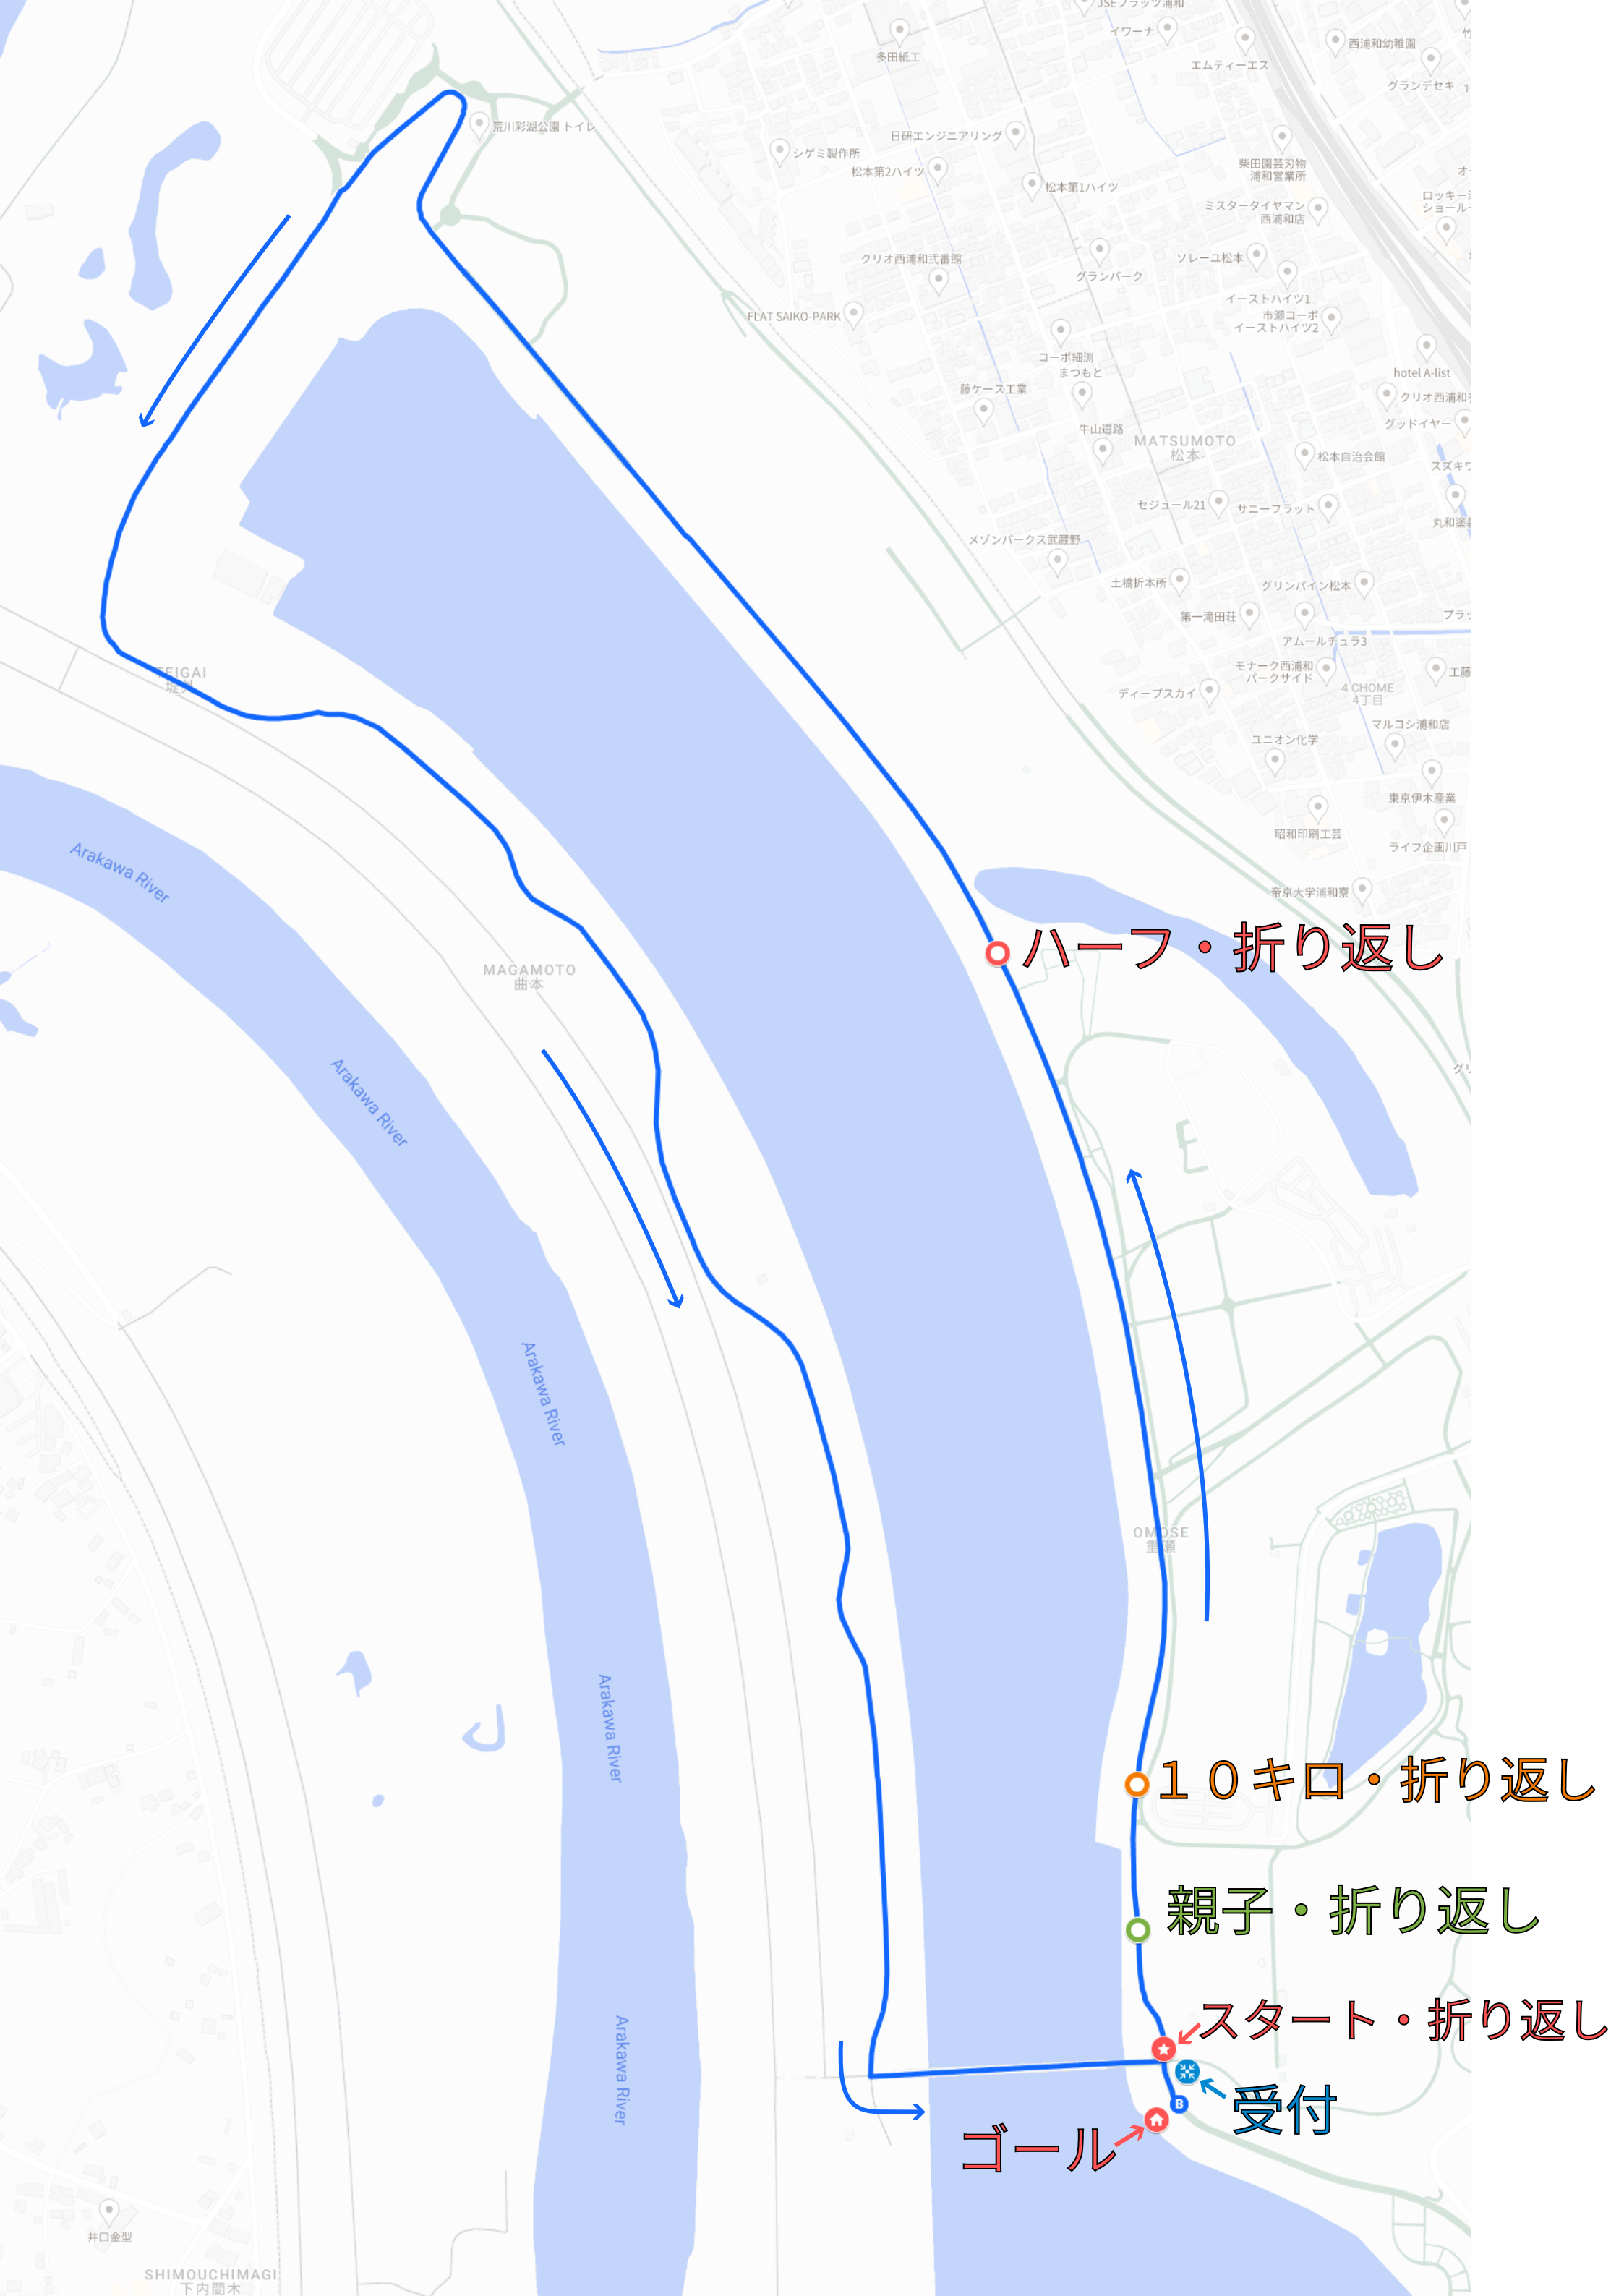 JSEフラッツ浦和
イワーナ
多田紙工
エムティーエス
西浦和幼稚園
グランデセキ
荒川彩湖公園 トイレ
日研エンジニアリング
シゲミ製作所
松本第2ハイツ
松本第1ハイツ
柴田園芸刃物
浦和営業所
ミスタータイヤマン
西浦和店
クリオ西浦和弐番館
グランパーク
ソレーユ松本
イーストハイツ1
市瀬コーポ
イーストハイツ2
FLAT SAIKO-PARK
コーポ細渕
まつもと
hotel A-list
藤ケース工業
グッドイヤー
牛山道路
MATSUMOTO
松本
松本自治会館
セジュール21
サニーフラット
メゾンパークス武蔵野
土橋折本所
グリンパイン松本
第一滝田荘
アムールチュラ3
TEIGAI
堤外
モナーク西浦和
パークサイド
ディープスカイ
4 CHOME
4丁目
マルコシ浦和店
ユニオン化学
東京伊木産業
昭和印刷工芸
ライフ企画川戸
帝京大学浦和寮
Arakawa River
ハーフ・折り返し
MAGAMOTO
曲本
Arakawa River
Arakawa River
OMOSE
重瀬
Arakawa River
１０キロ・折り返し
親子・折り返し
スタート・折り返し
Arakawa River
受付
B
ゴール
井口金型
SHIMOUCHIMAGI
下内間木